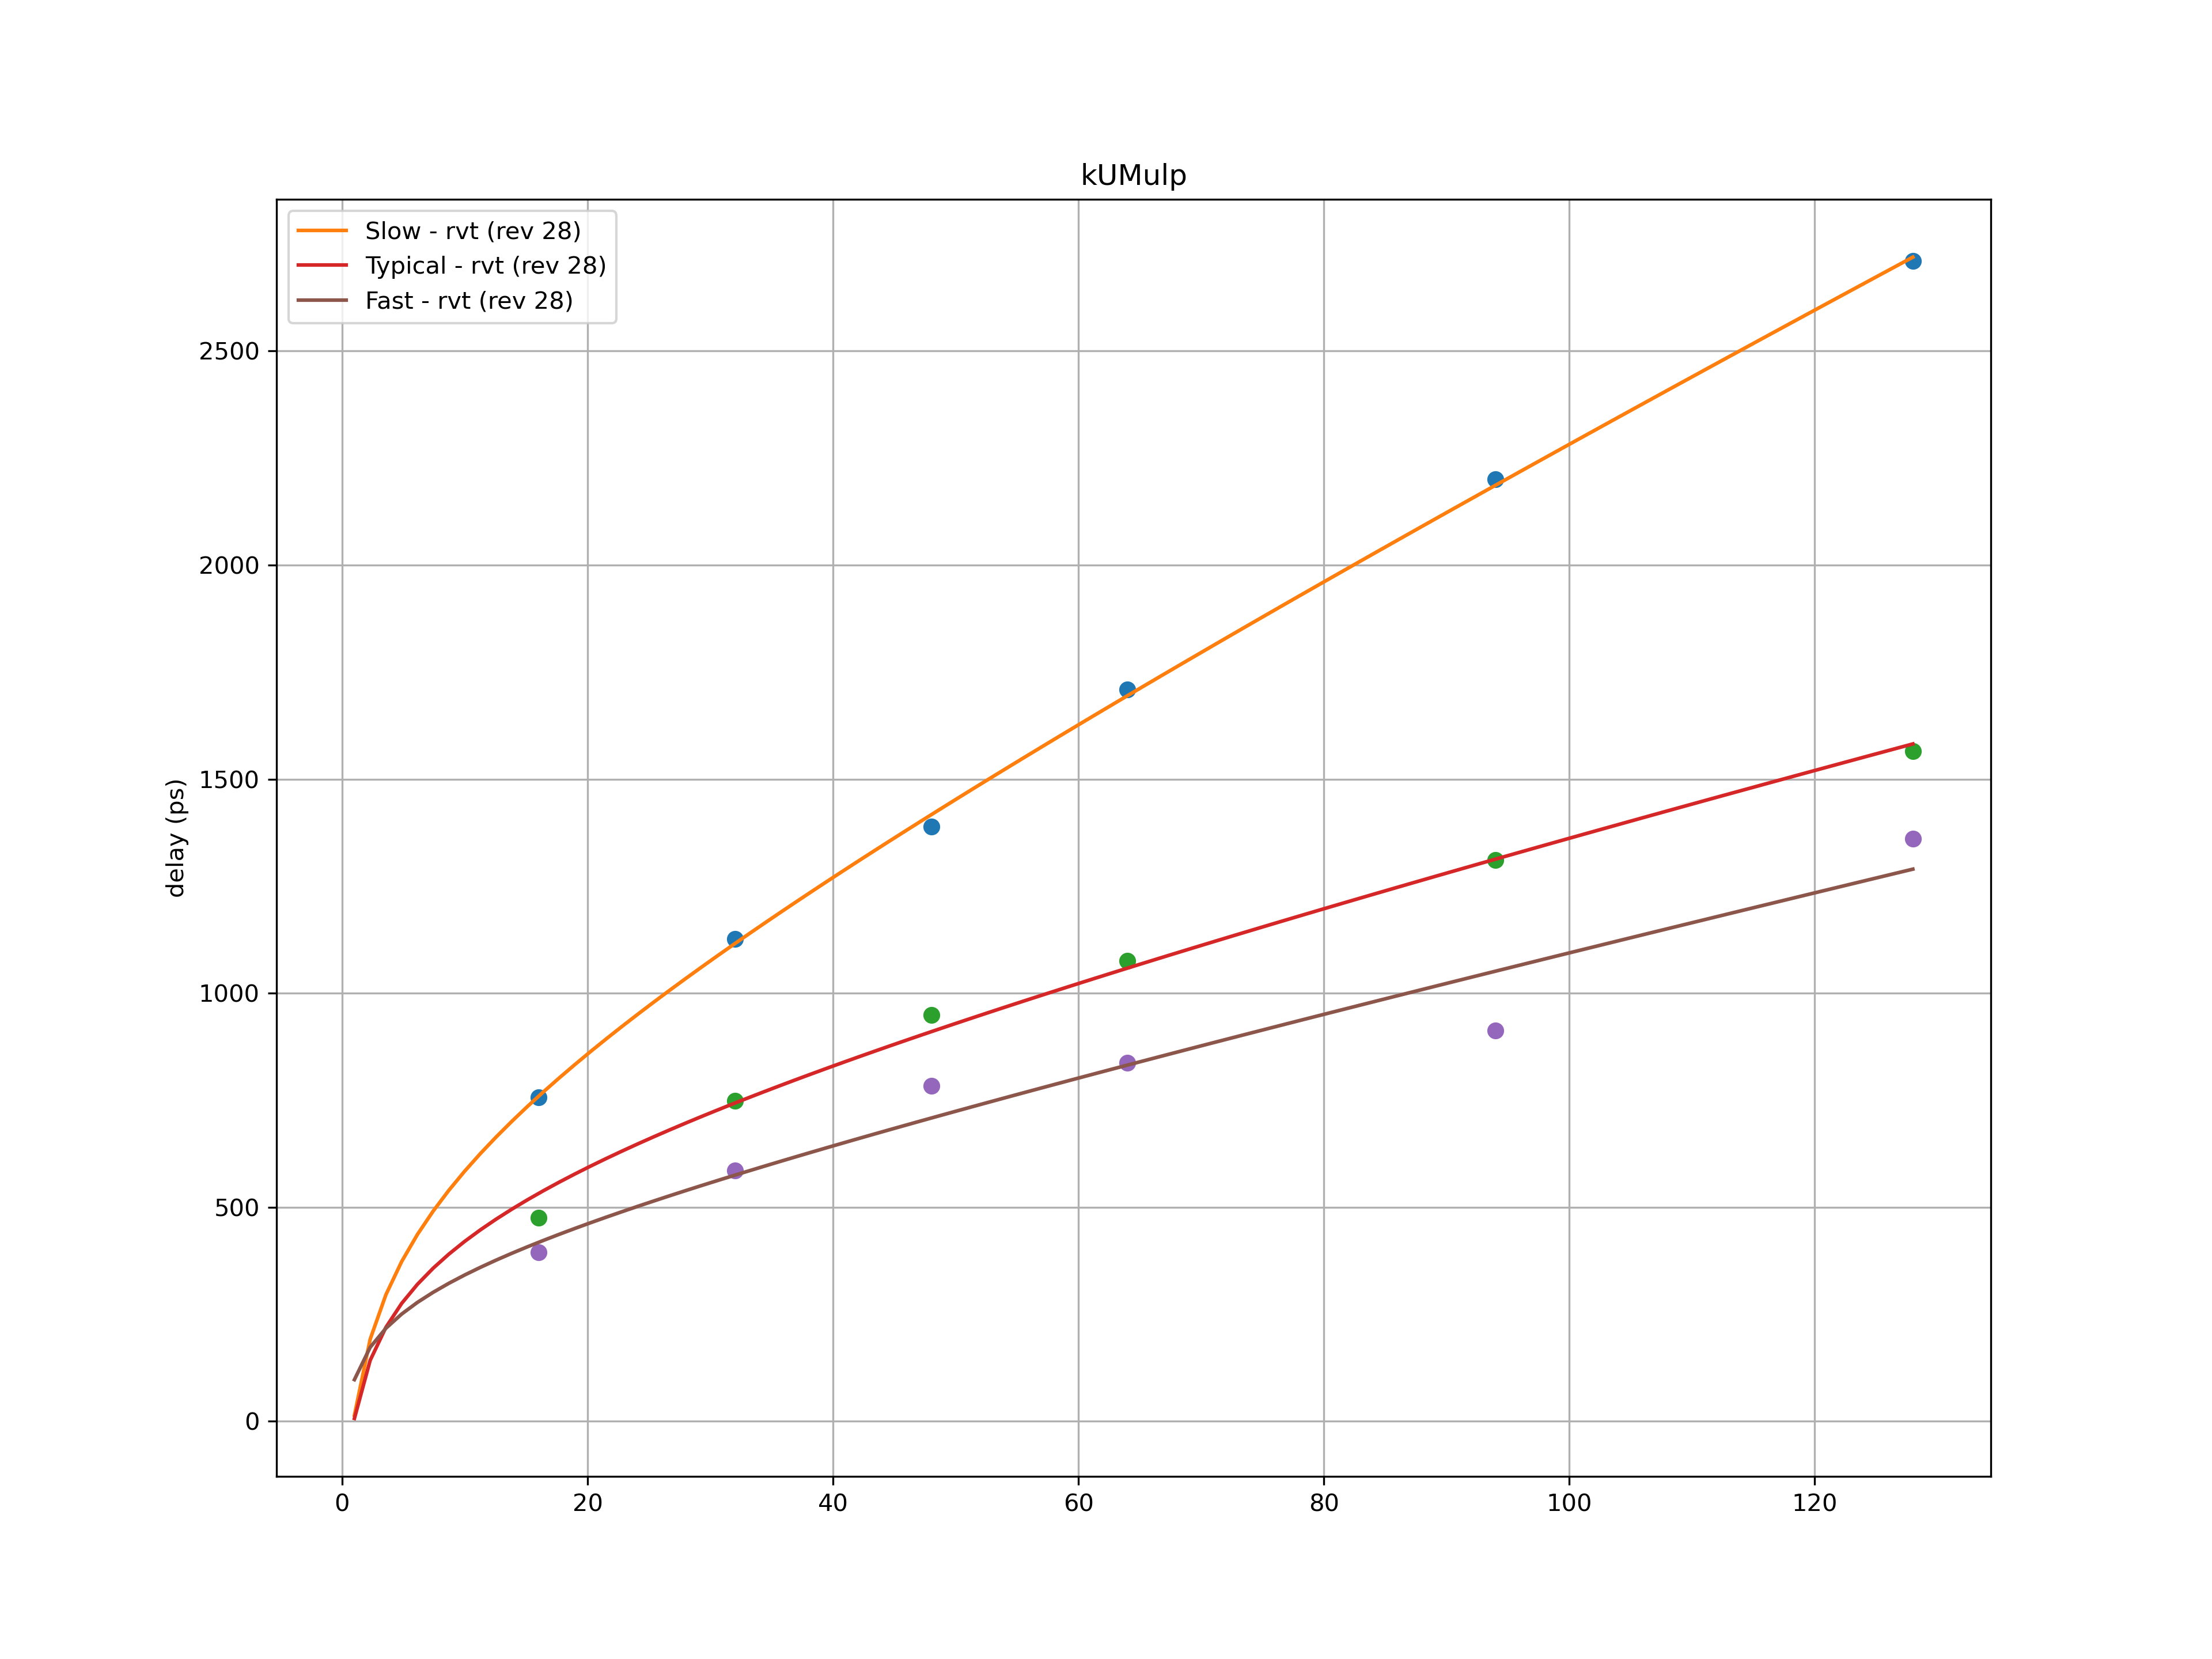 kUMulp
Slow - rvt (rev 28)
Typical - rvt (rev 28)
Fast - rvt (rev 28)
delay (ps)
2500
2000
1500
1000
500
0
0 20 40 60 80 100 120